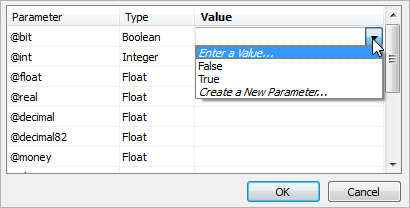 Parameter Type Value
@bit Boolean
@int Integer Enter a Value...
@float Float False
@real Float True
@decimal Float Create a New Parameter...
@decimal82 Float
@money Float
OK Cancel